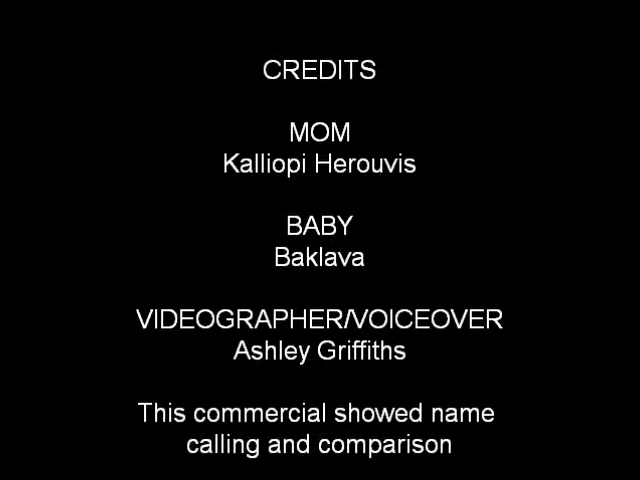 CREDITS
MOM
Kalliopi Herouvis
BABY
Baklava
VIDEOGRAPHER/VOICEOVER
Ashley Griffiths
This commercial showed name
calling and comparison